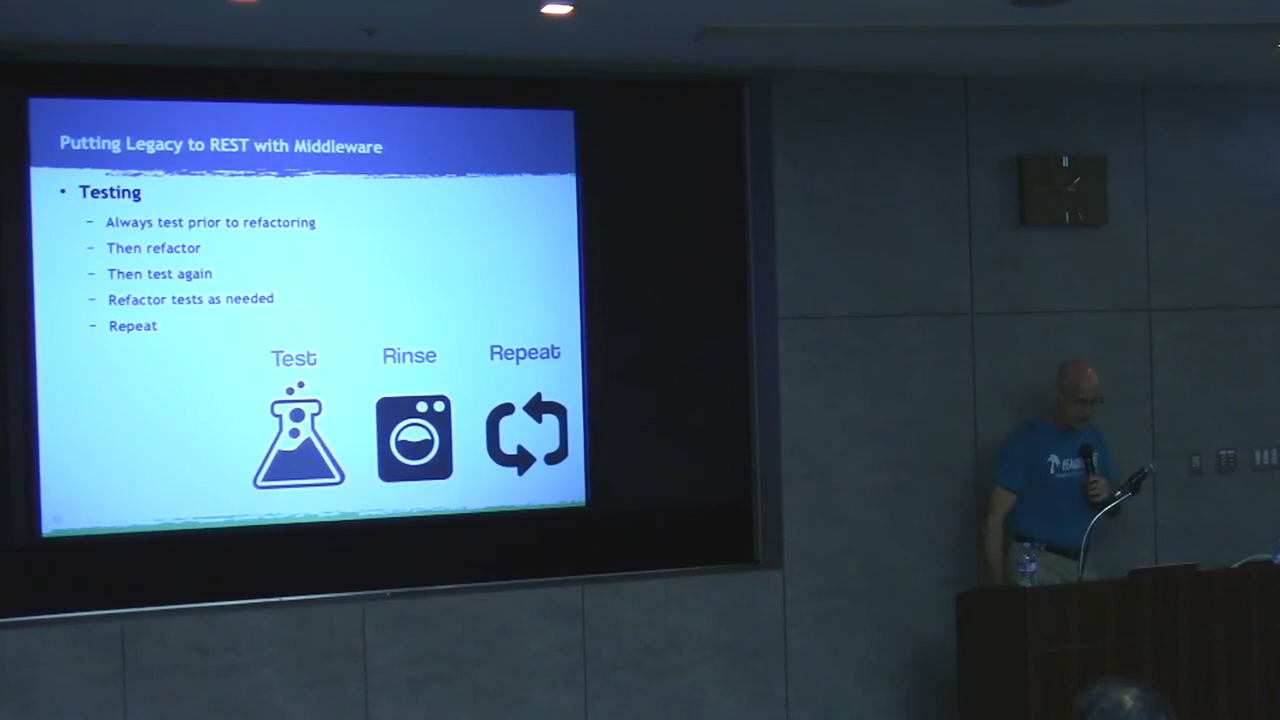 Putting Legacy to REST with Middleware
• Testing
– Always test prior to refactoring
– Then refactor
– Then test again
– Refactor tests as needed
– Repeat
Test Rinse Repeat